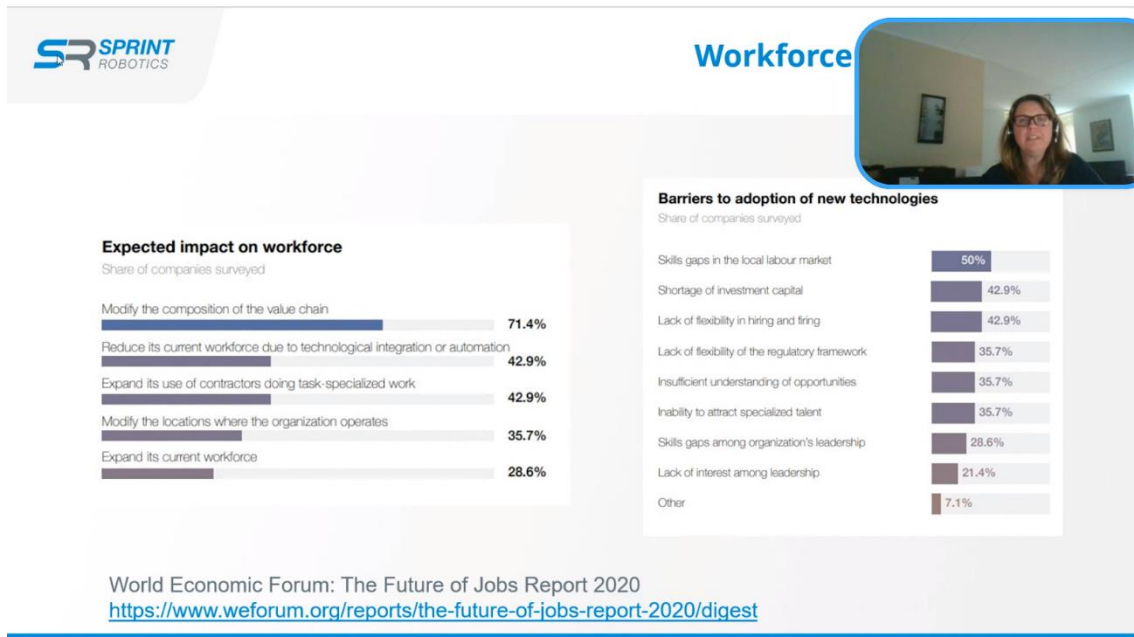 SR SPRINT
ROBOTICS
Workforce
Expected impact on workforce
Share of companies surveyed
Modify the composition of the value chain
71.4%
Reduce its current workforce due to technological integration or automation
42.9%
Expand its use of contractors doing task-specialized work
42.9%
Modify the locations where the organization operates
35.7%
Expand its current workforce
28.6%
Barriers to adoption of new technologies
Share of companies surveyed
Skills gaps in the local labour market 50%
Shortage of investment capital 42.9%
Lack of flexibility in hiring and firing 42.9%
Lack of flexibility of the regulatory framework 35.7%
Insufficient understanding of opportunities 35.7%
Inability to attract specialized talent 35.7%
Skills gaps among organization's leadership 28.6%
Lack of interest among leadership 21.4%
Other 7.1%
World Economic Forum: The Future of Jobs Report 2020
https://www.weforum.org/reports/the-future-of-jobs-report-2020/digest